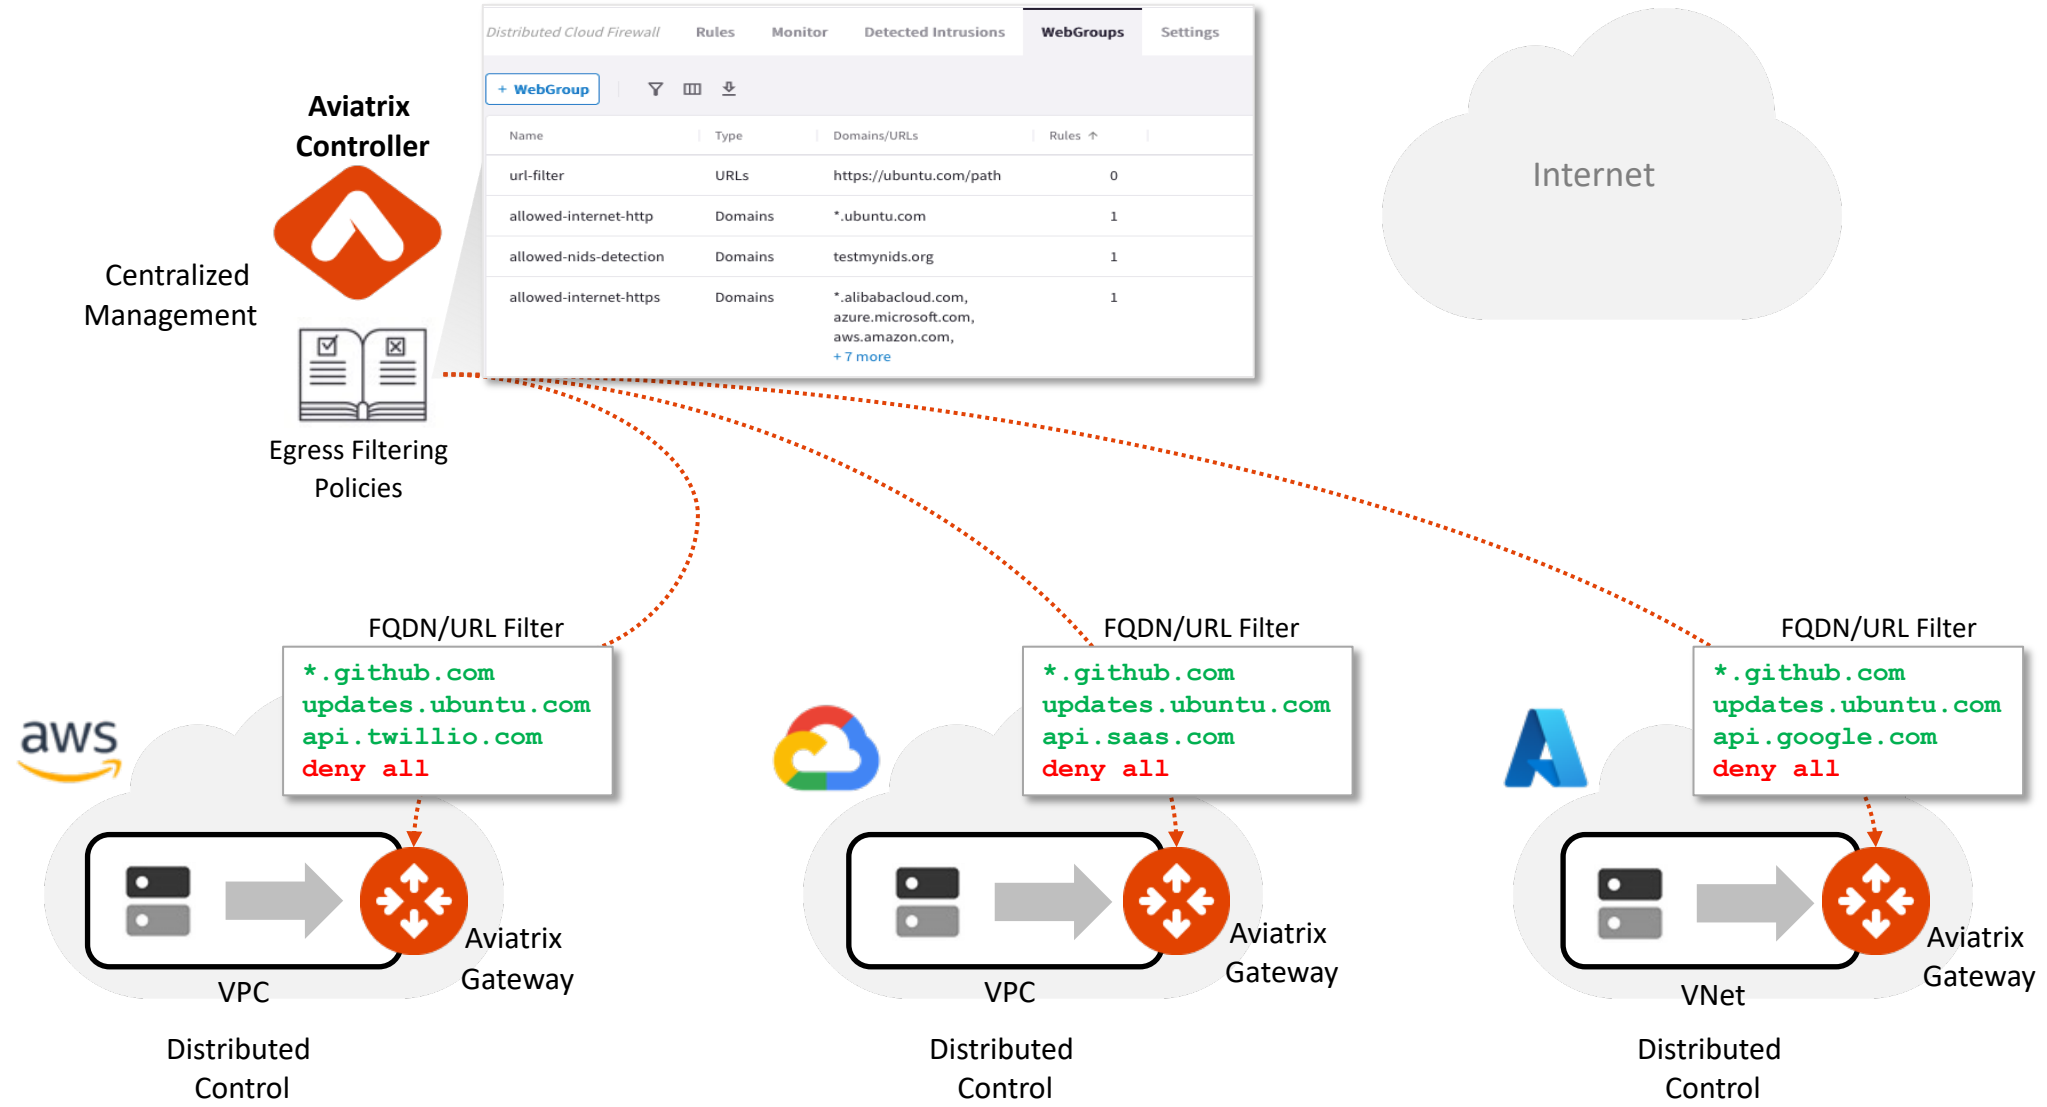 Distributed Cloud Firewall Rules Monitor Detected Intrusions WebGroups Settings
+ WebGroup
Name Type Domains/URLs Rules ↑
url-filter URLs https://ubuntu.com/path 0
allowed-internet-http Domains *.ubuntu.com 1
allowed-nids-detection Domains testmynids.org 1
allowed-internet-https Domains *.alibabacloud.com, 1
azure.microsoft.com,
aws.amazon.com,
+ 7 more
Aviatrix
Controller
Centralized
Management
Egress Filtering
Policies
Internet
FQDN/URL Filter
*.github.com
updates.ubuntu.com
api.twillio.com
deny all
aws
Aviatrix
Gateway
VPC
Distributed
Control
FQDN/URL Filter
*.github.com
updates.ubuntu.com
api.saas.com
deny all
Aviatrix
Gateway
VPC
Distributed
Control
FQDN/URL Filter
*.github.com
updates.ubuntu.com
api.google.com
deny all
Aviatrix
Gateway
VNet
Distributed
Control